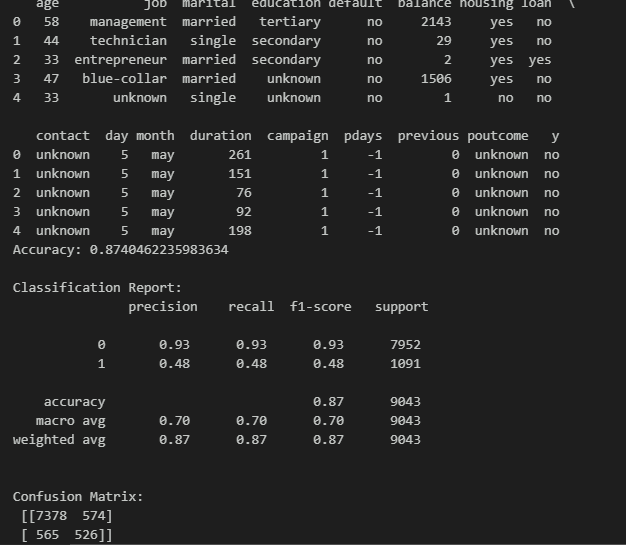 age job marital education default balance housing loan \
0 58 management married tertiary no 2143 yes no
1 44 technician single secondary no 29 yes no
2 33 entrepreneur married secondary no 2 yes yes
3 47 blue-collar married unknown no 1506 yes no
4 33 unknown single unknown no 1 no no
contact day month duration campaign pdays previous poutcome y
0 unknown 5 may 261 1 -1 0 unknown no
1 unknown 5 may 151 1 -1 0 unknown no
2 unknown 5 may 76 1 -1 0 unknown no
3 unknown 5 may 92 1 -1 0 unknown no
4 unknown 5 may 198 1 -1 0 unknown no
Accuracy: 0.8740462235983634
Classification Report:
precision recall f1-score support
0 0.93 0.93 0.93 7952
1 0.48 0.48 0.48 1091
accuracy 0.87 9043
macro avg 0.70 0.70 0.70 9043
weighted avg 0.87 0.87 0.87 9043
Confusion Matrix:
[[7378 574]
[ 565 526]]